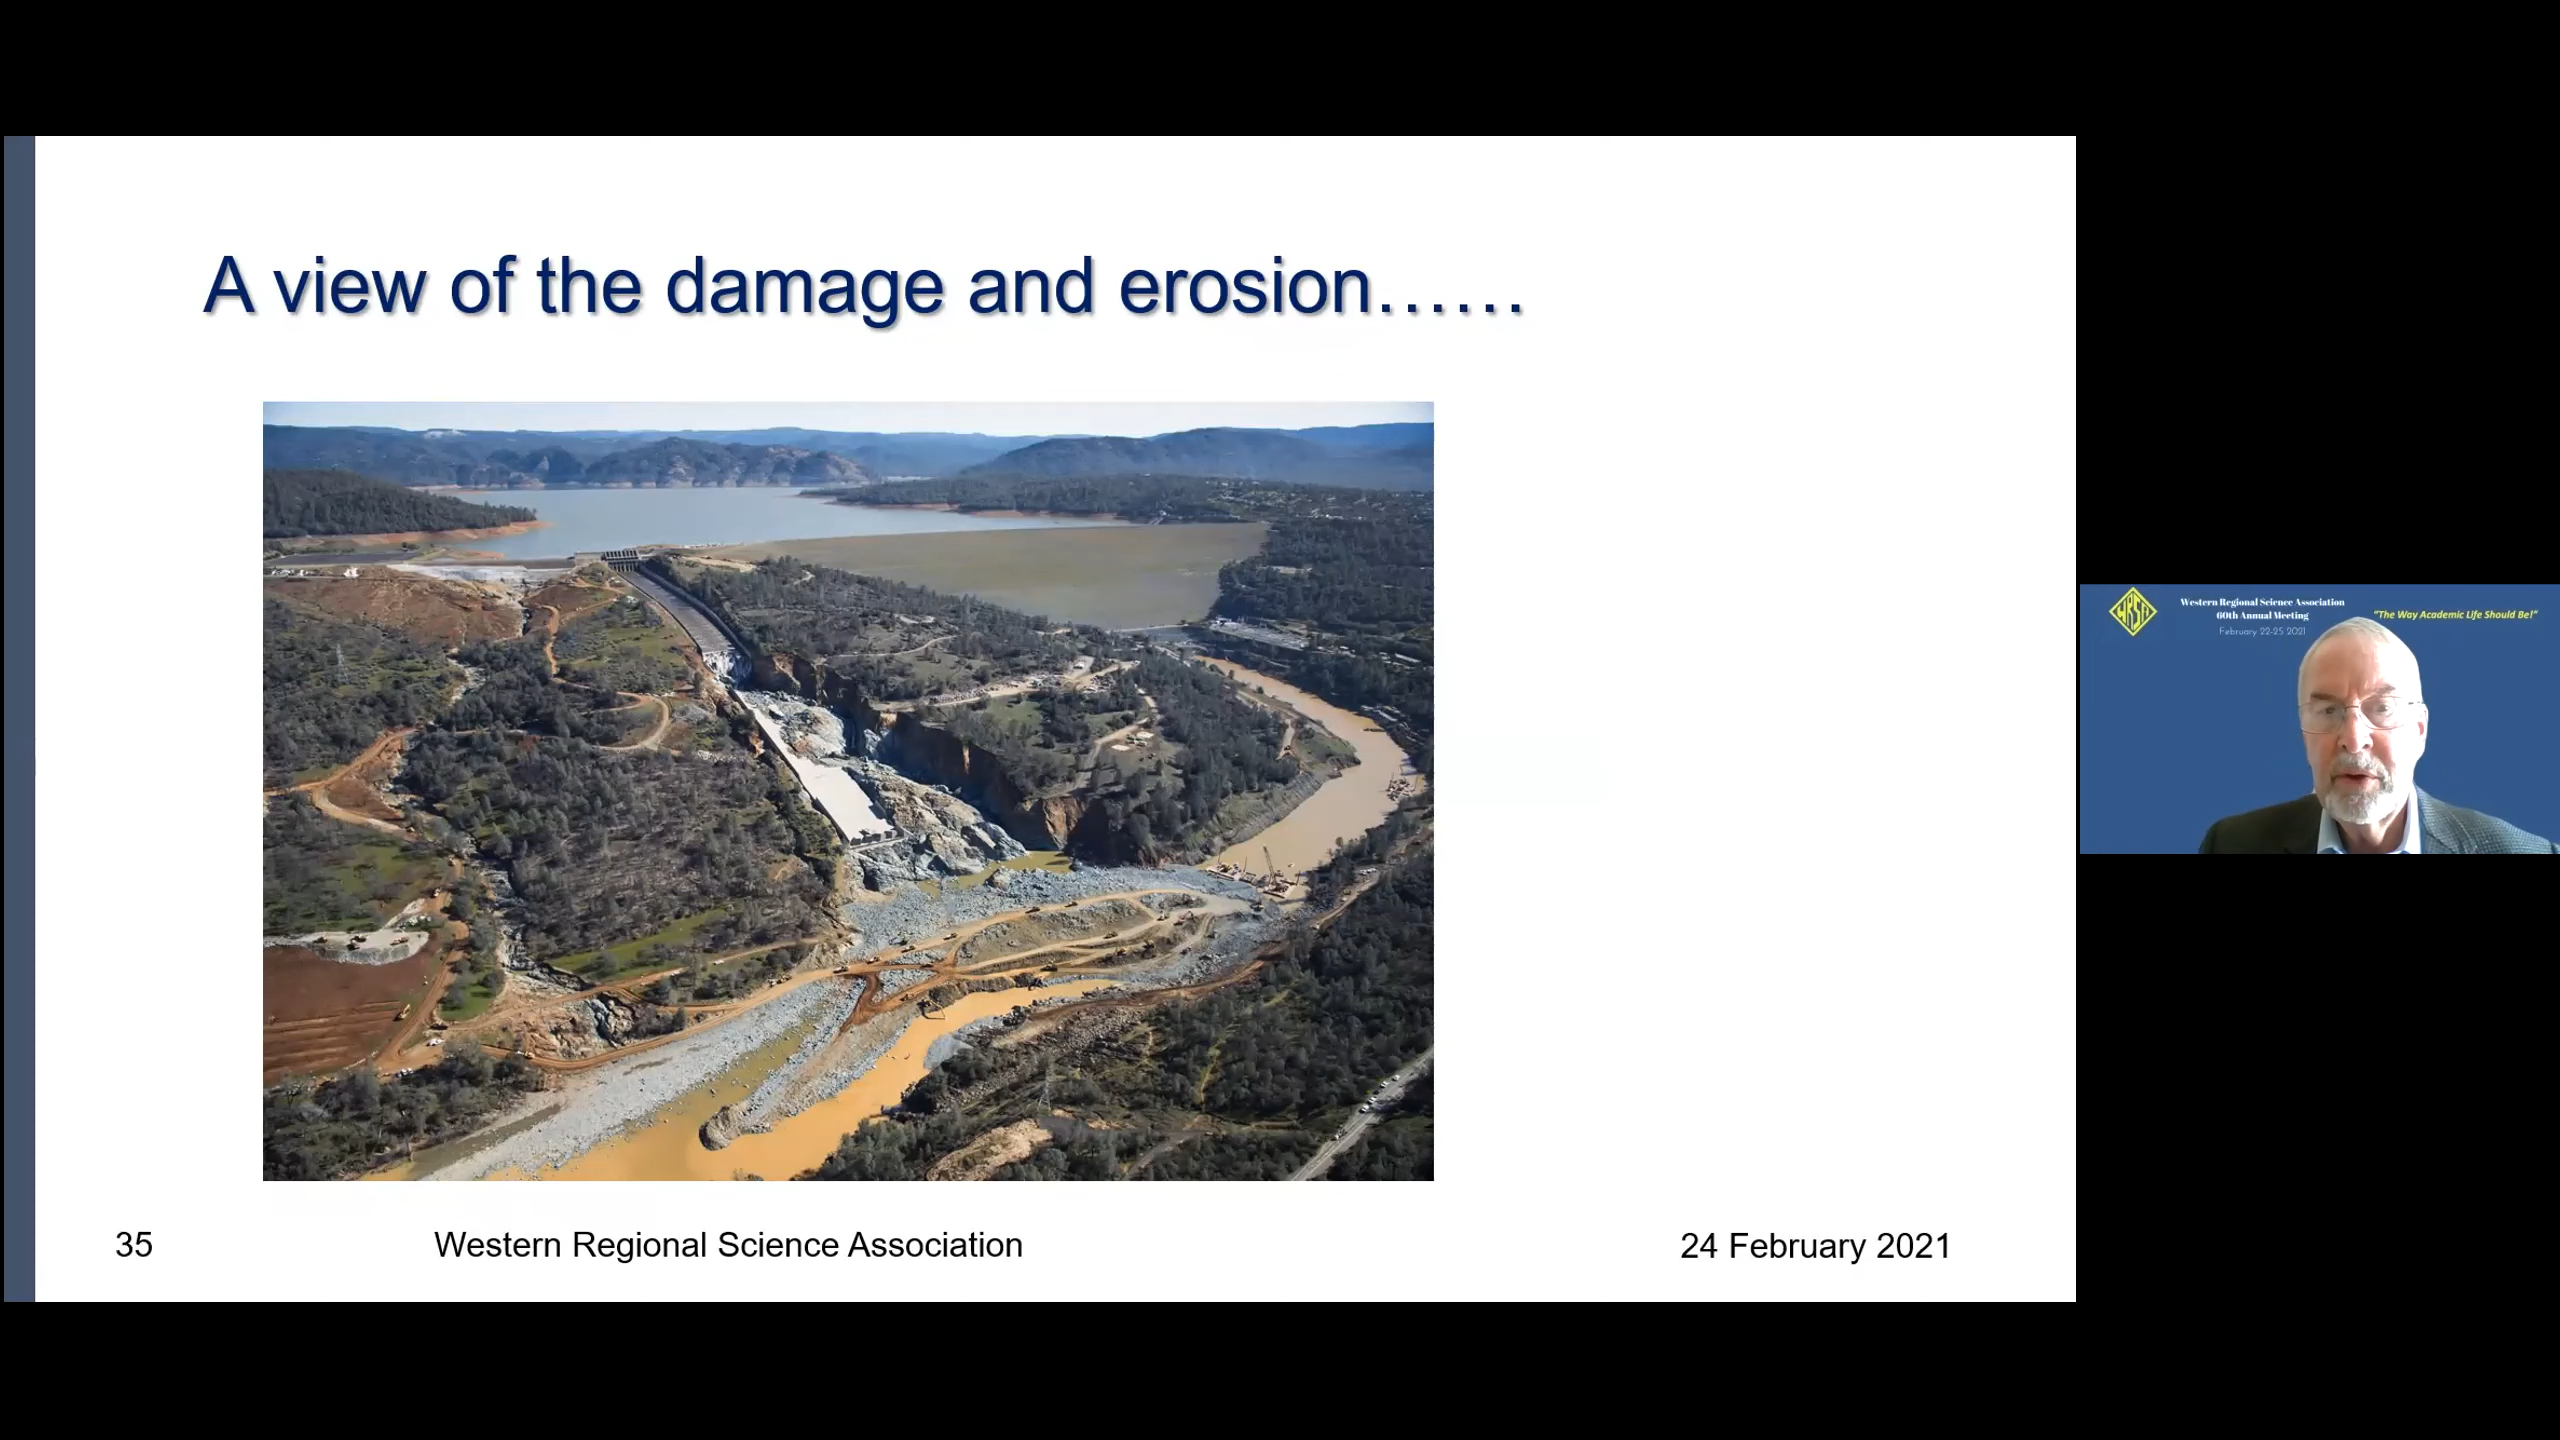 A view of the damage and erosion......
WRSA
Western Regional Science Association
60th Annual Meeting
February 22-25 2021
"The Way Academic Life Should Be!"
35
Western Regional Science Association
24 February 2021